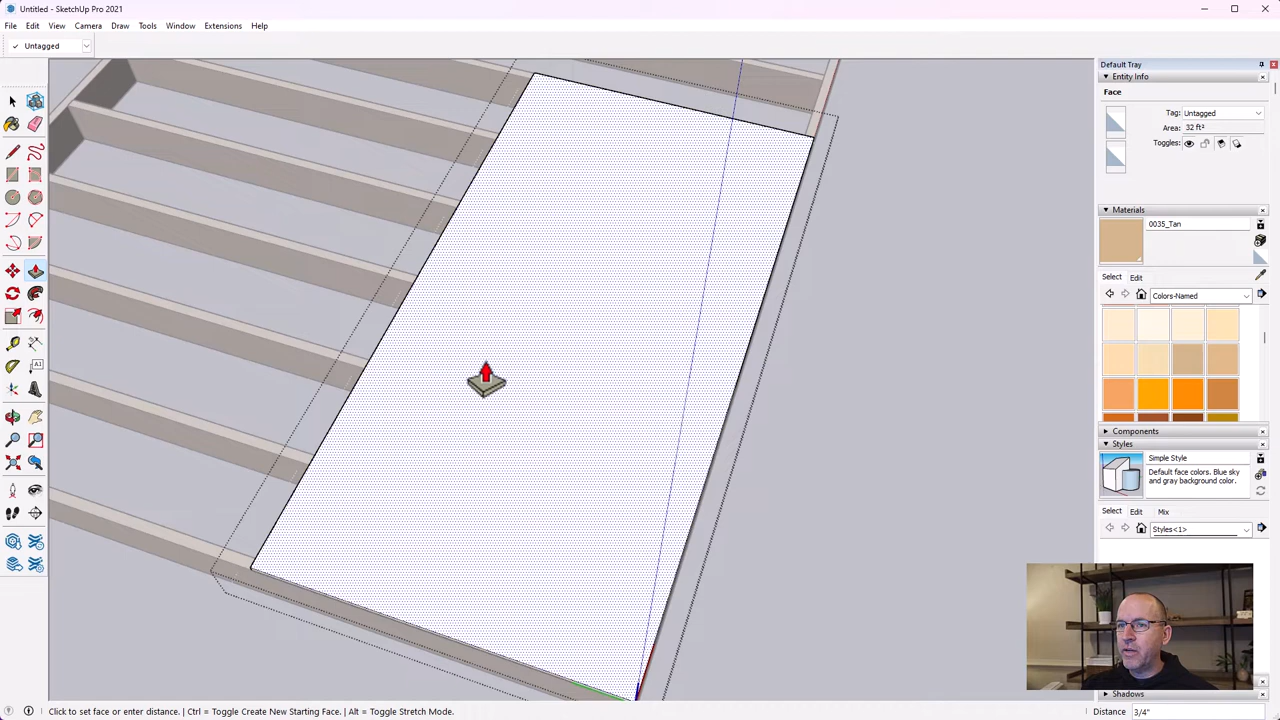 Untitled - SketchUp Pro 2021
File Edit View Camera Draw Tools Window Extensions Help
✓ Untagged
Default Tray
Entity Info
Face
Tag: Untagged
Area: 32 ft²
Toggles:
Materials
0035_Tan
Select Edit
Colors-Named
Components
Styles
Simple Style
Default face colors. Blue sky
and gray background color.
Select Edit Mix
Styles<1>
Shadows
AI
Click to set face or enter distance. | Ctrl = Toggle Create New Starting Face. | Alt = Toggle Stretch Mode.
Distance 3/4"